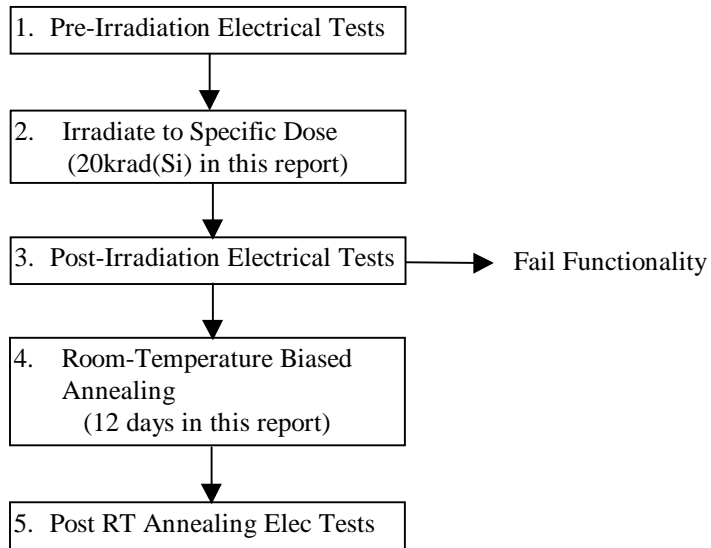 1. Pre-Irradiation Electrical Tests
2. Irradiate to Specific Dose
(20krad(Si) in this report)
3. Post-Irradiation Electrical Tests
Fail Functionality
4. Room-Temperature Biased
Annealing
(12 days in this report)
5. Post RT Annealing Elec Tests